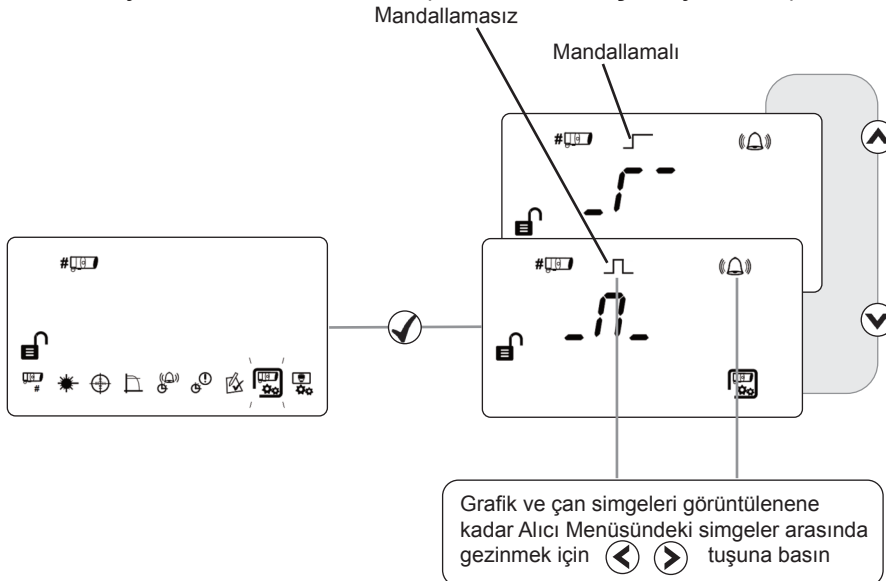 Mandallamasız
Mandallamalı
#
#
#
#
Grafik ve çan simgeleri görüntülenene
kadar Alıcı Menüsündeki simgeler arasında
gezinmek için tuşuna basın